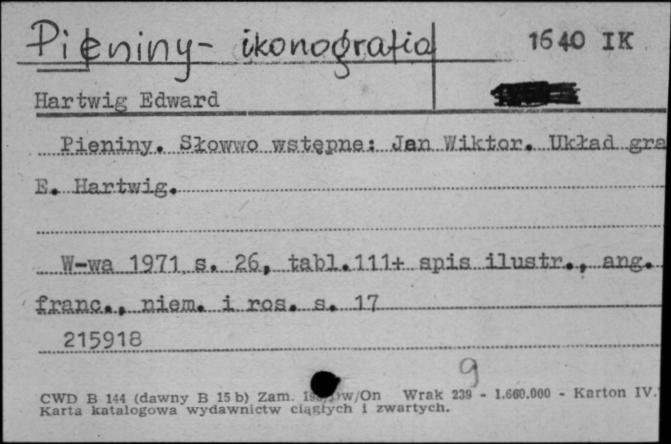 Pieniny - ikonografia 1640 IK
Hartwig Edward
Pieniny. Słowwo wstępne: Jan Wiktor. Układ gra
E. Hartwig.
W-wa 1971 s. 26, tabl.111+ spis ilustr., ang.
franc., niem. i ros. s. 17
215918
9
CWD B 144 (dawny B 15 b) Zam. W/On Wrak 239 - 1.660.000 - Karton IV.
Karta katalogowa wydawnictw ciągłych i zwartych.